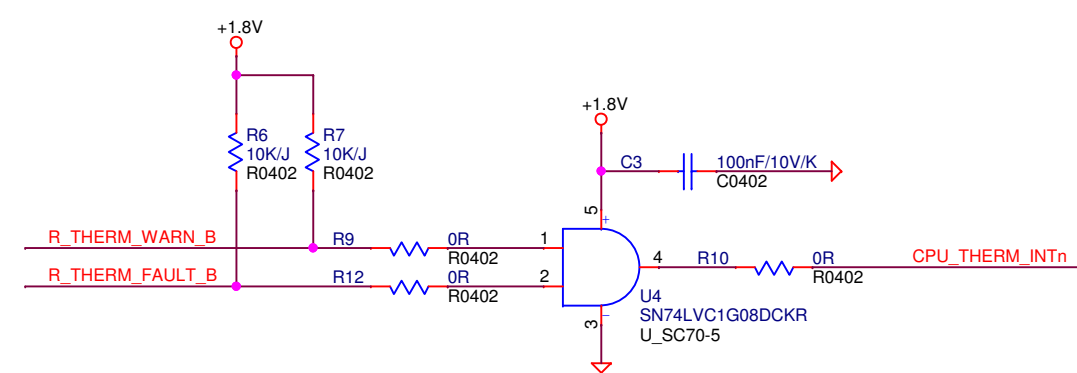 +1.8V
R6
10K/J
R0402
R7
10K/J
R0402
+1.8V
C3
100nF/10V/K
C0402
5
+
R_THERM_WARN_B
R9
0R
R0402
1
R_THERM_FAULT_B
R12
0R
R0402
2
4
R10
0R
R0402
CPU_THERM_INTn
3
-
U4
SN74LVC1G08DCKR
U_SC70-5